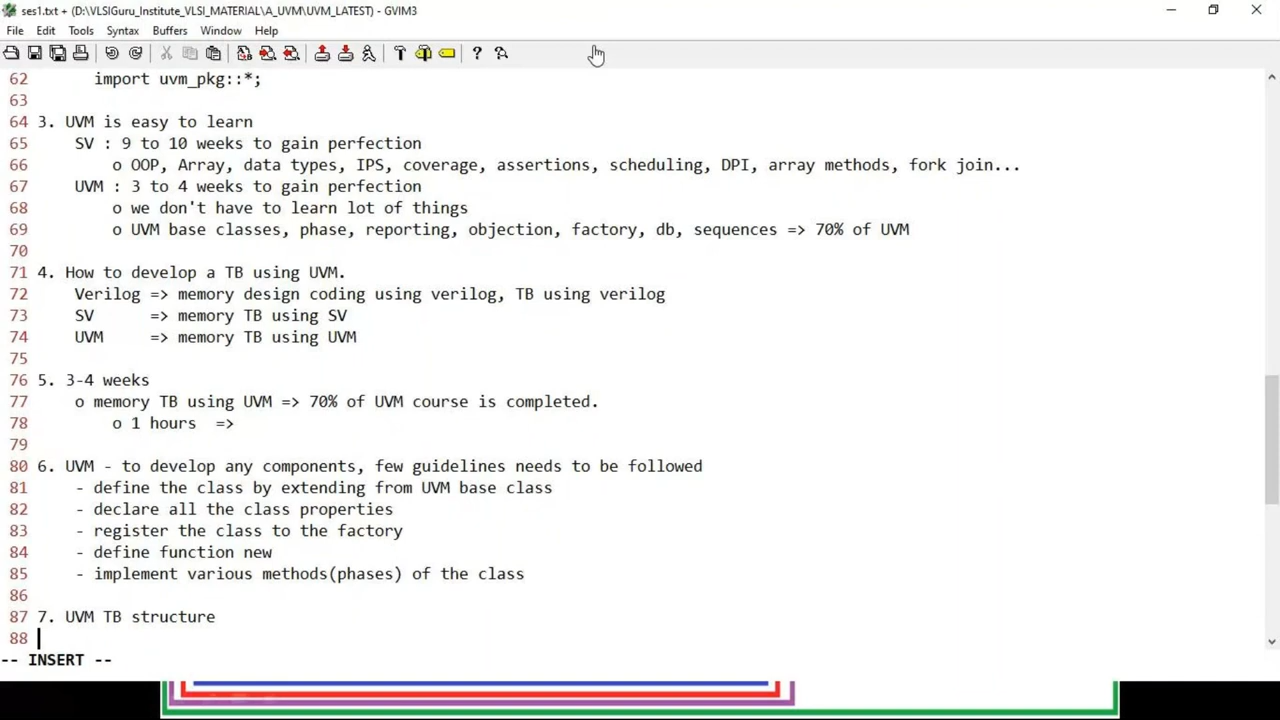 ses1.txt + (D:\VLSIGuru_Institute_VLSI_MATERIAL\A_UVM\UVM_LATEST) - GVIM3
File Edit Tools Syntax Buffers Window Help
62 import uvm_pkg::*;
63
64 3. UVM is easy to learn
65 SV : 9 to 10 weeks to gain perfection
66 o OOP, Array, data types, IPS, coverage, assertions, scheduling, DPI, array methods, fork join...
67 UVM : 3 to 4 weeks to gain perfection
68 o we don't have to learn lot of things
69 o UVM base classes, phase, reporting, objection, factory, db, sequences => 70% of UVM
70
71 4. How to develop a TB using UVM.
72 Verilog => memory design coding using verilog, TB using verilog
73 SV => memory TB using SV
74 UVM => memory TB using UVM
75
76 5. 3-4 weeks
77 o memory TB using UVM => 70% of UVM course is completed.
78 o 1 hours =>
79
80 6. UVM - to develop any components, few guidelines needs to be followed
81 - define the class by extending from UVM base class
82 - declare all the class properties
83 - register the class to the factory
84 - define function new
85 - implement various methods(phases) of the class
86
87 7. UVM TB structure
88
-- INSERT --